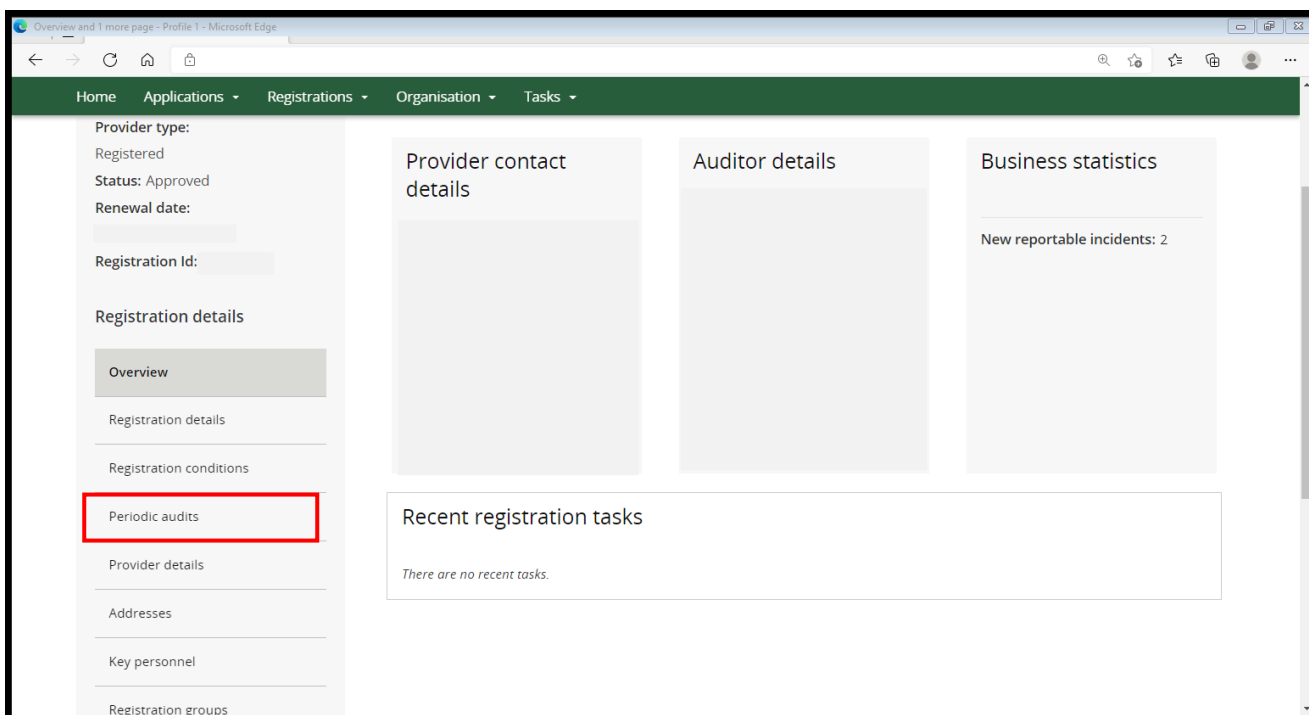 Overview and 1 more page - Profile 1 - Microsoft Edge
Home Applications Registrations Organisation Tasks
Provider type:
Registered
Status: Approved
Renewal date:
Registration Id:
Registration details
Overview
Registration details
Registration conditions
Periodic audits
Provider details
Addresses
Key personnel
Registration groups
Provider contact
details
Auditor details
Business statistics
New reportable incidents: 2
Recent registration tasks
There are no recent tasks.